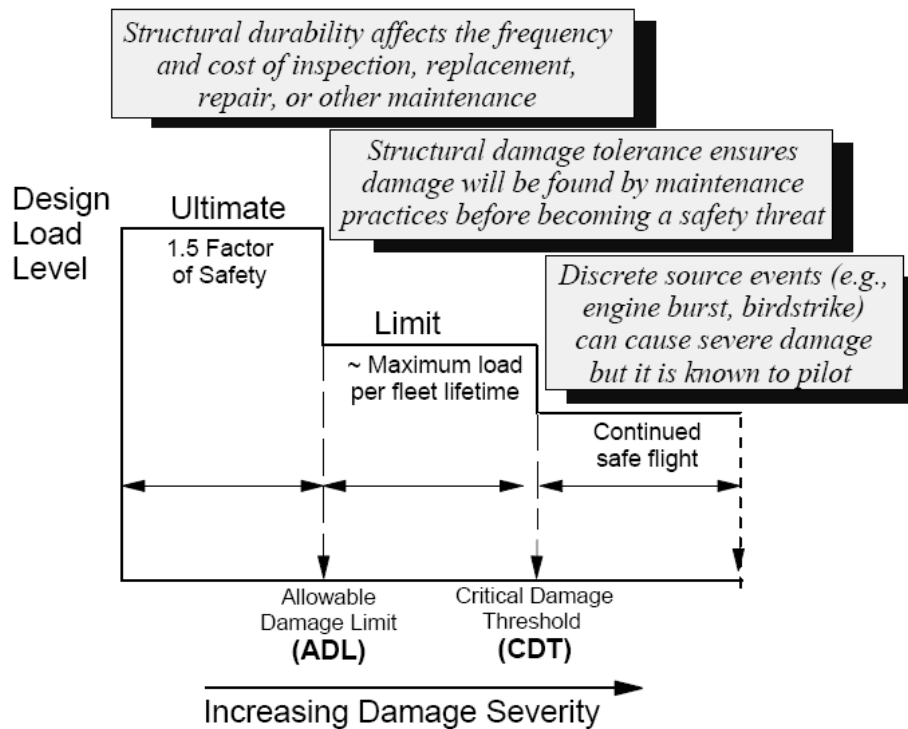 Structural durability affects the frequency
and cost of inspection, replacement,
repair, or other maintenance
Structural damage tolerance ensures
damage will be found by maintenance
practices before becoming a safety threat
Design
Load
Level
Ultimate
1.5 Factor
of Safety
Discrete source events (e.g.,
engine burst, birdstrike)
can cause severe damage
but it is known to pilot
Limit
~ Maximum load
per fleet lifetime
Continued
safe flight
Allowable
Damage Limit
(ADL)
Critical Damage
Threshold
(CDT)
Increasing Damage Severity